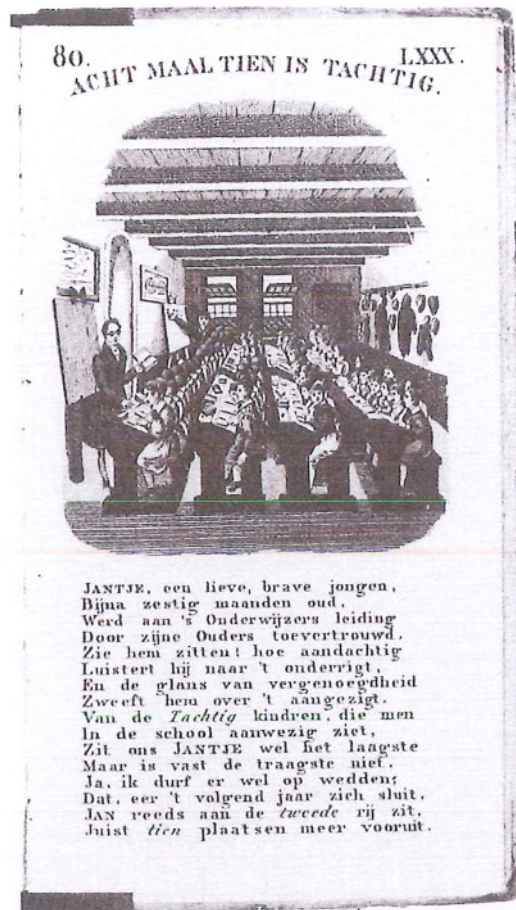 80. LXXX.
ACHT MAAL TIEN IS TACHTIG.
JANTJE, een lieve, brave jongen,
Bijna zestig maanden oud,
Werd aan 's Onderwijzers leiding
Door zijne Ouders toevertrouwd.
Zie hem zitten! hoe aandachtig
Luistert hij naar 't onderrigt,
En de glans van vergenoegdheid
Zweeft hem over 't aangezigt.
Van de Tachtig kindren, die men
In de school aanwezig ziet,
Zit ons JANTJE wel het laagste
Maar is vast de traagste niet.
Ja, ik durf er wel op wedden;
Dat, eer 't volgend jaar zich sluit,
JAN reeds aan de tweede rij zit,
Juist tien plaatsen meer vooruit.